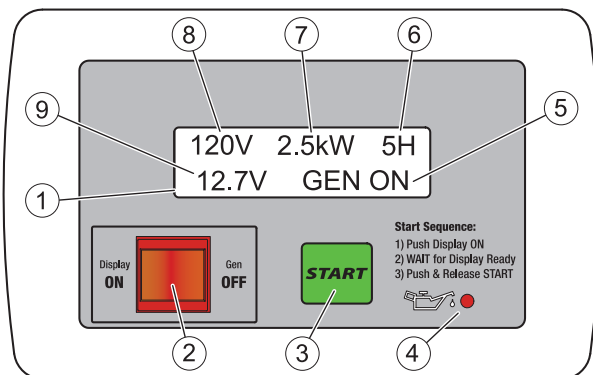 8
7
6
9
5
120V 2.5kW 5H
12.7V GEN ON
1
Start Sequence:
1) Push Display ON
2) WAIT for Display Ready
3) Push & Release START
Display
ON
Gen
OFF
START
2
3
4